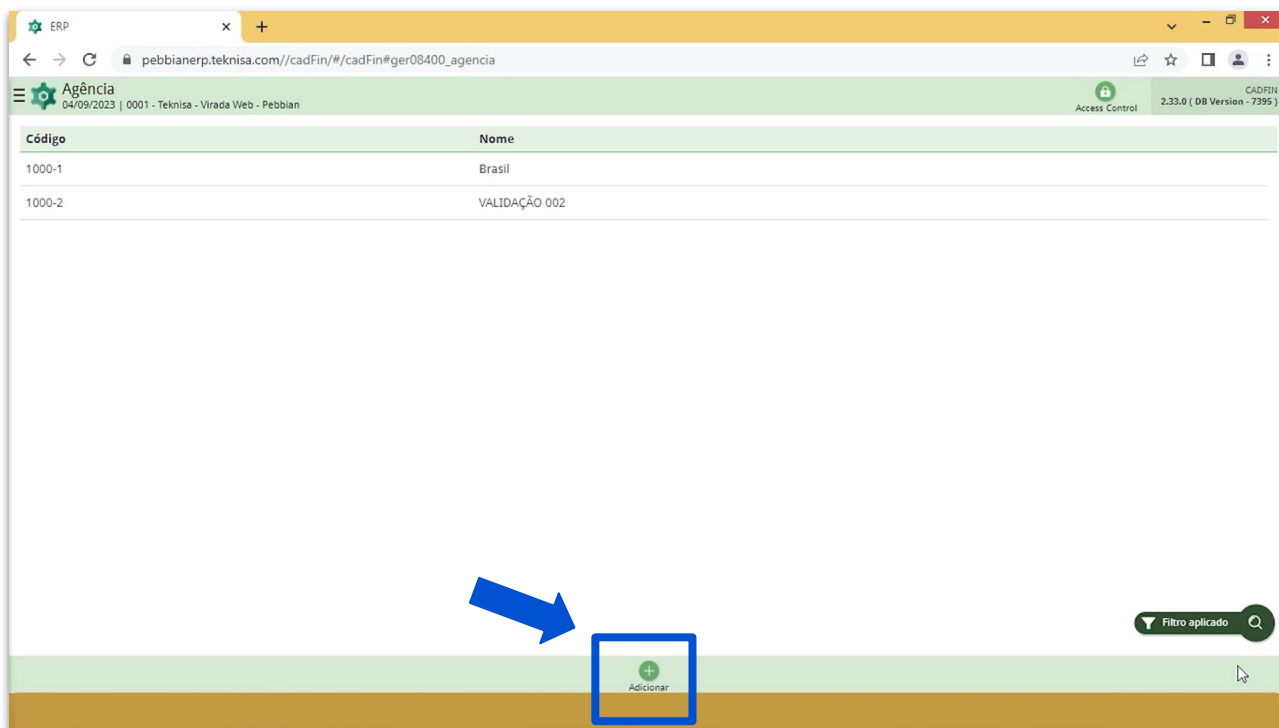 ERP
pebbianerp.teknisa.com//cadFin/#/cadFin#ger08400_agencia
Agência
04/09/2023 | 0001 - Teknisa - Virada Web - Pebbian
Access Control
CADFIN
2.33.0 ( DB Version - 7395 )
Código Nome
1000-1 Brasil
1000-2 VALIDAÇÃO 002
Filtro aplicado
Adicionar